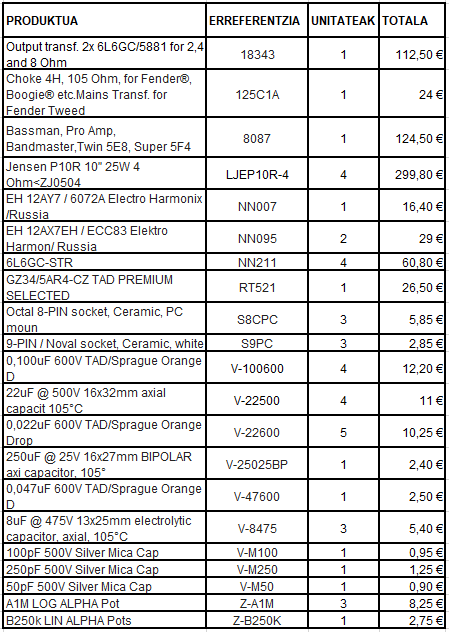 PRODUKTUA ERREFERENTZIA UNITATEAK TOTALA
Output transf. 2x 6L6GC/5881 for 2,4
and 8 Ohm 18343 1 112,50 €
Choke 4H, 105 Ohm, for Fender®,
Boogie® etc.Mains Transf. for
Fender Tweed 125C1A 1 24 €
Bassman, Pro Amp,
Bandmaster,Twin 5E8, Super 5F4 8087 1 124,50 €
Jensen P10R 10" 25W 4
Ohm<ZJ0504 LJEP10R-4 4 299,80 €
EH 12AY7 / 6072A Electro Harmonix
/Russia NN007 1 16,40 €
EH 12AX7EH / ECC83 Elektro
Harmon/ Russia NN095 2 29 €
6L6GC-STR NN211 4 60,80 €
GZ34/5AR4-CZ TAD PREMIUM
SELECTED RT521 1 26,50 €
Octal 8-PIN socket, Ceramic, PC
moun S8CPC 3 5,85 €
9-PIN / Noval socket, Ceramic, white S9PC 3 2,85 €
0,100uF 600V TAD/Sprague Orange
D V-100600 4 12,20 €
22uF @ 500V 16x32mm axial
capacit 105°C V-22500 4 11 €
0,022uF 600V TAD/Sprague Orange
Drop V-22600 5 10,25 €
250uF @ 25V 16x27mm BIPOLAR
axi capacitor, 105° V-25025BP 1 2,40 €
0,047uF 600V TAD/Sprague Orange
D V-47600 1 2,50 €
8uF @ 475V 13x25mm electrolytic
capacitor, axial, 105°C V-8475 3 5,40 €
100pF 500V Silver Mica Cap V-M100 1 0,95 €
250pF 500V Silver Mica Cap V-M250 1 1,25 €
50pF 500V Silver Mica Cap V-M50 1 0,90 €
A1M LOG ALPHA Pot Z-A1M 3 8,25 €
B250k LIN ALPHA Pots Z-B250K 1 2,75 €